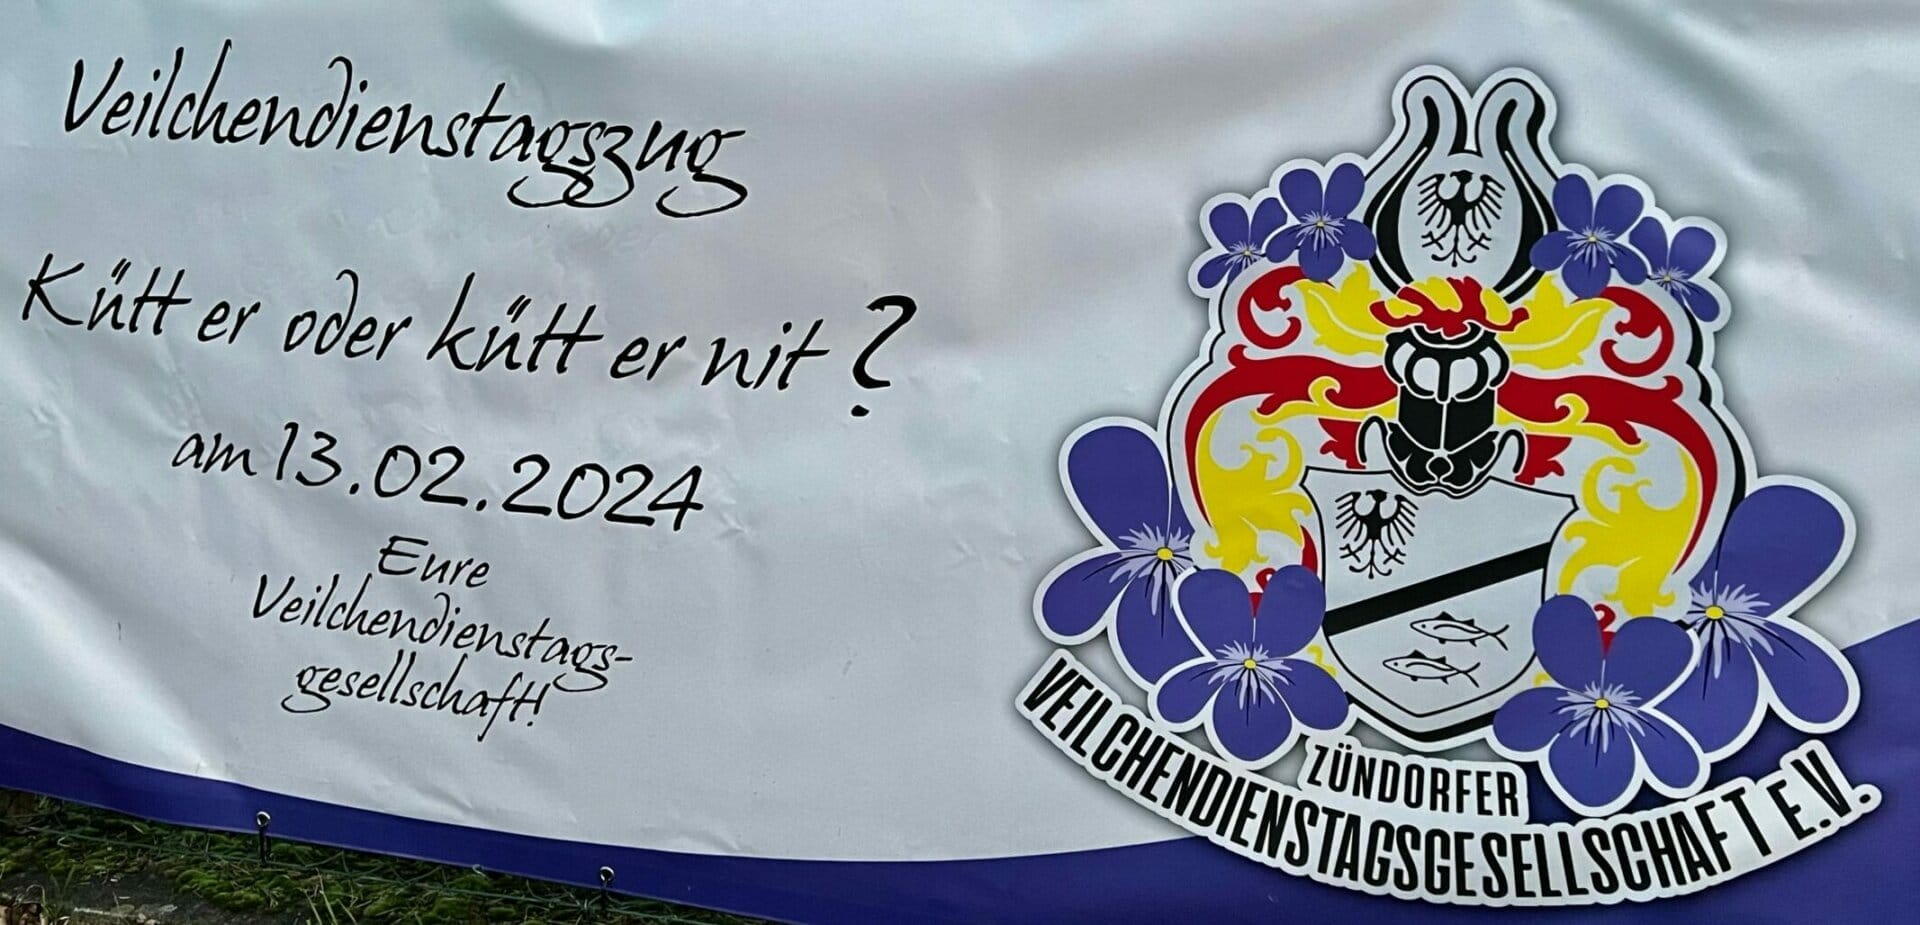 Veilchendienstagszug
Kütt er oder kütt er nit ?
am 13.02.2024
Eure
Veilchendienstags-
gesellschaft!
ZÜNDORFER
VEILCHENDIENSTAGSGESELLSCHAFT e.V.